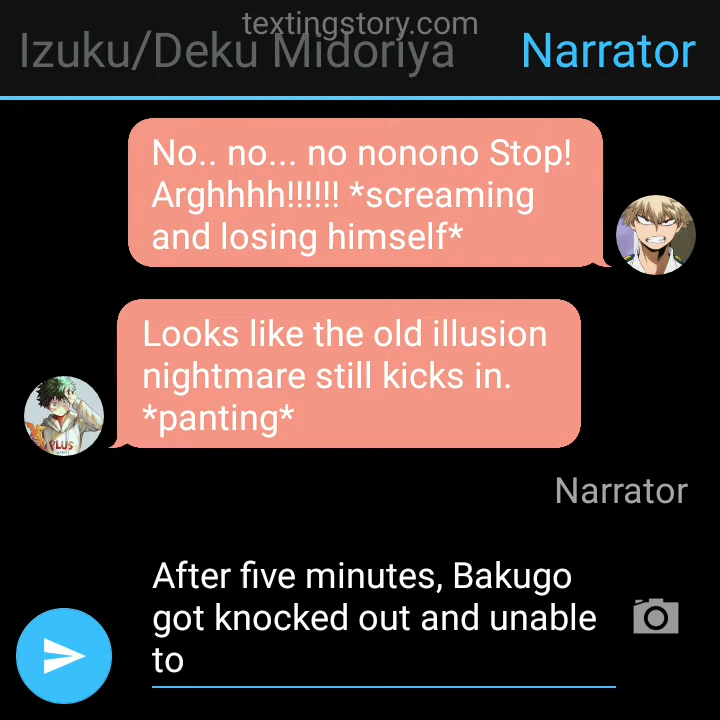 textingstory.com
Izuku/Deku Midoriya
Narrator
No.. no... no nonono Stop!
Arghhhh!!!!!! *screaming
and losing himself*
Looks like the old illusion
nightmare still kicks in.
*panting*
PLUS
Narrator
After five minutes, Bakugo
got knocked out and unable
to